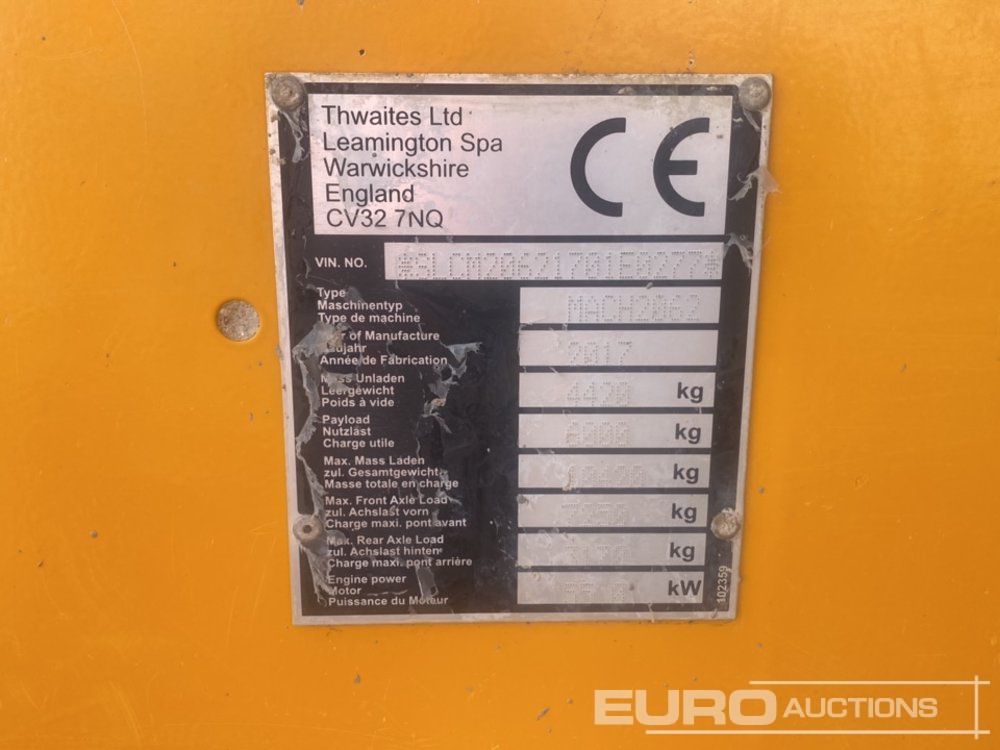 Thwaites Ltd
Leamington Spa
Warwickshire
England
CV32 7NQ
CE
VIN. NO. *SLCM20621701E0277*
Type MACH2062
Maschinentyp
Type de machine
of Manufacture 2017
Année de Fabrication
Mass Unladen 4420 kg
Leergewicht
Poids à vide
Payload 6000 kg
Nutzlast
Charge utile
Max. Mass Laden kg
zul. Gesamtgewicht
Masse totale en charge
Max. Front Axle Load kg
zul. Achslast vorn
Charge maxi. pont avant
Max. Rear Axle Load kg
zul. Achslast hinten
Charge maxi. pont arrière
Engine power kW
Motor
Puissance du Moteur
102359
EURO AUCTIONS